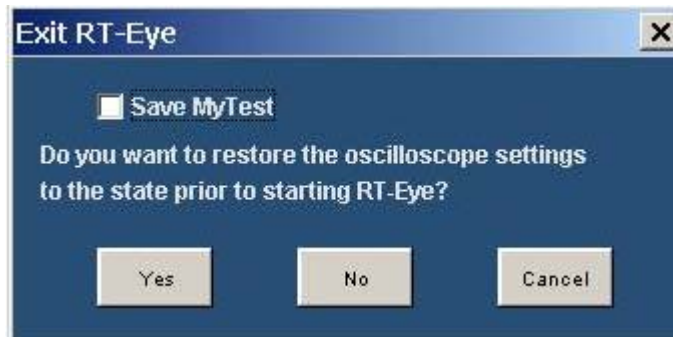 Exit RT-Eye
Save MyTest
Do you want to restore the oscilloscope settings
to the state prior to starting RT-Eye?
Yes No Cancel